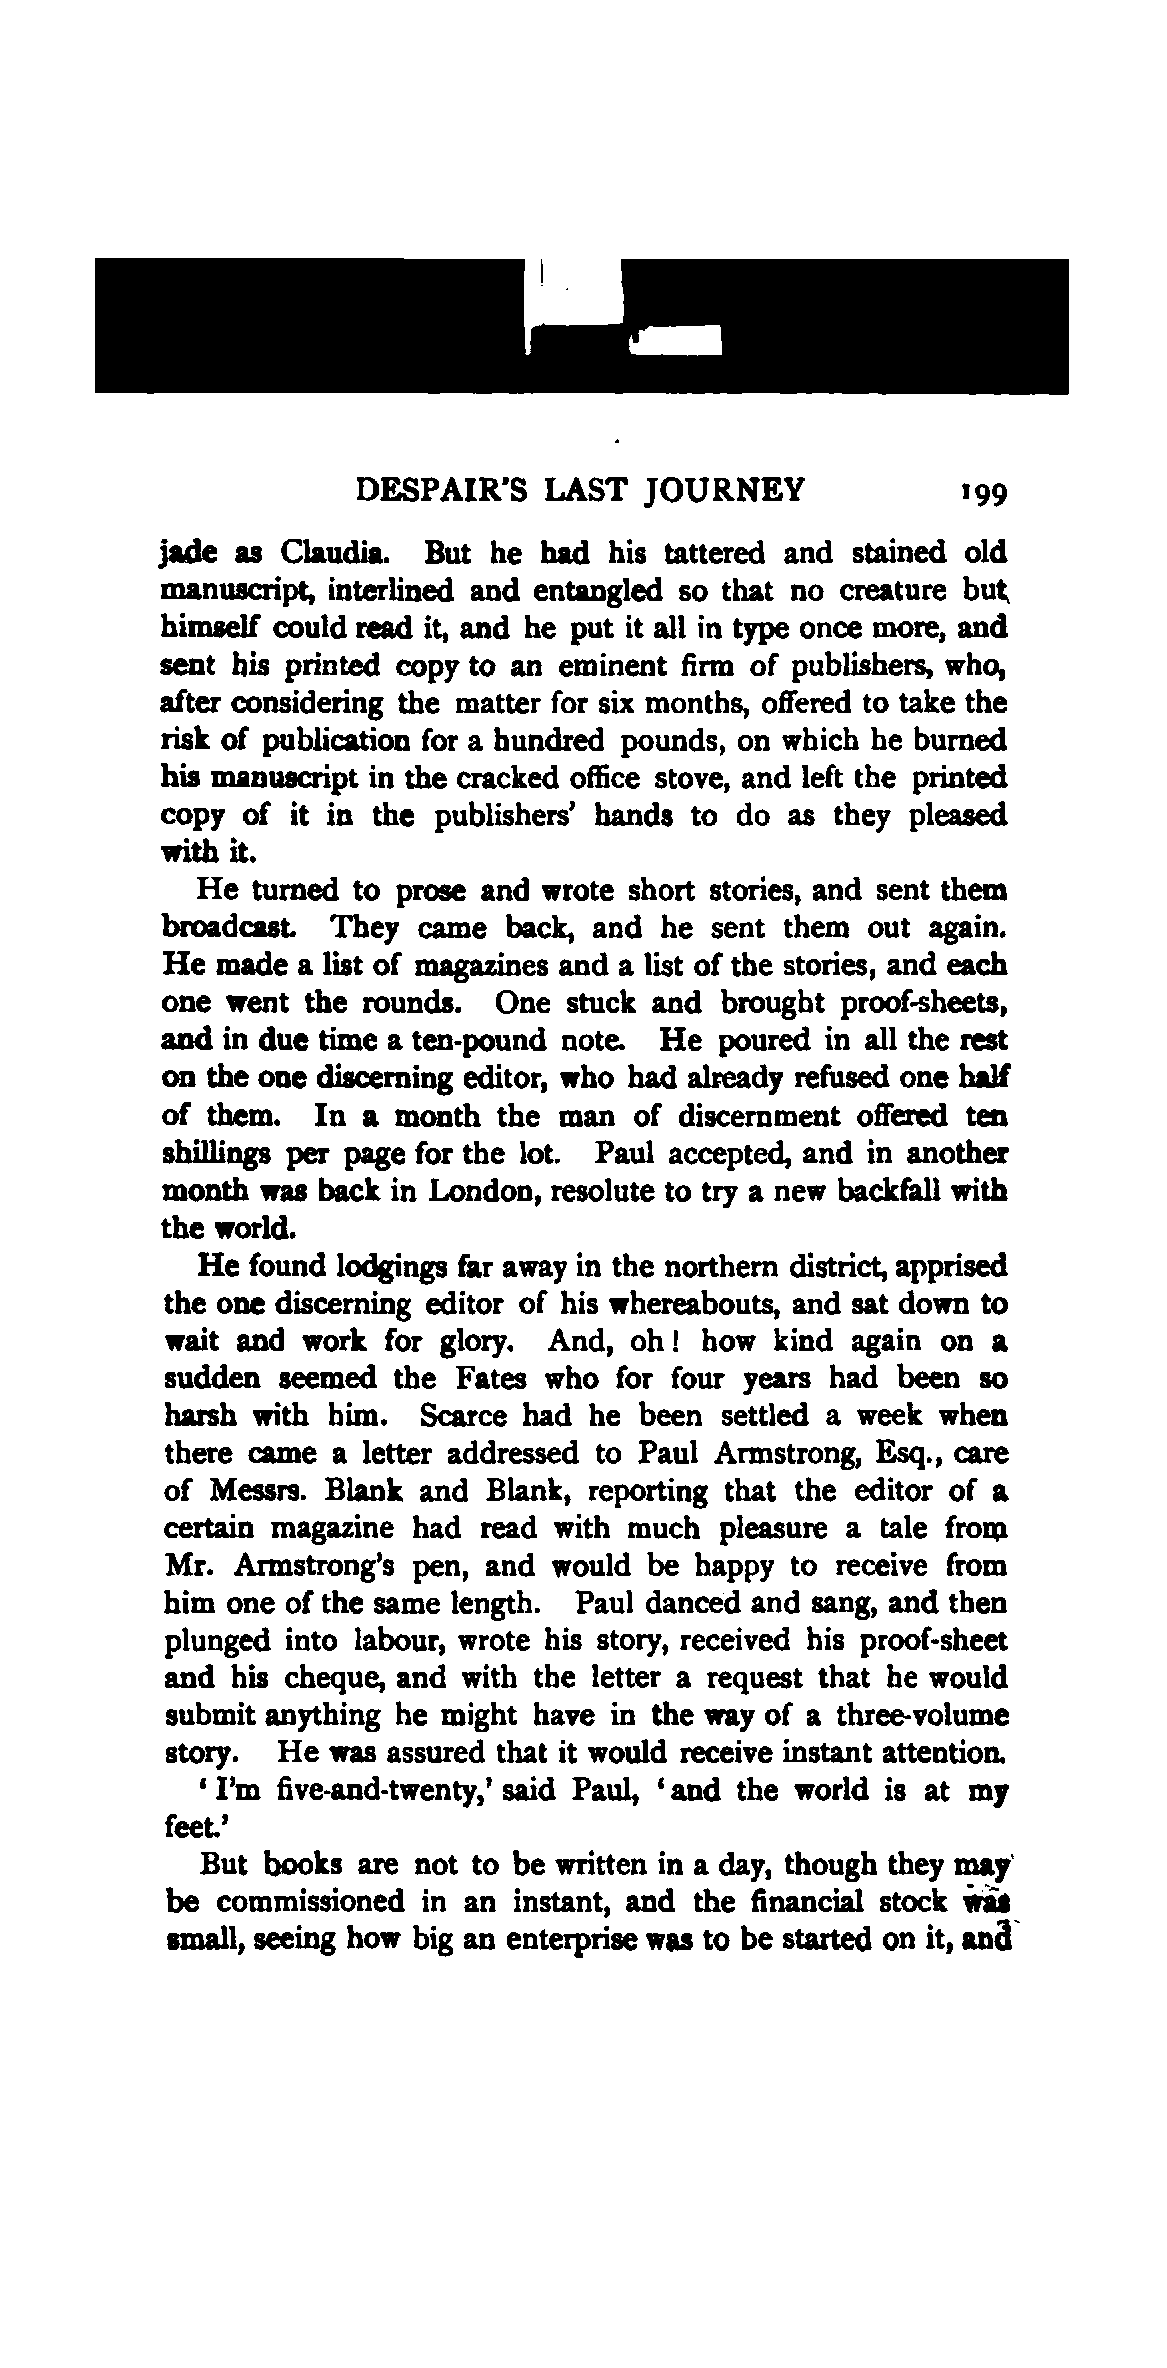 DESPAIR'S LAST JOURNEY 199
jade as Claudia. But he had his tattered and stained old
manuscript, interlined and entangled so that no creature but
himself could read it, and he put it all in type once more, and
sent his printed copy to an eminent firm of publishers, who,
after considering the matter for six months, offered to take the
risk of publication for a hundred pounds, on which he burned
his manuscript in the cracked office stove, and left the printed
copy of it in the publishers' hands to do as they pleased
with it.
He turned to prose and wrote short stories, and sent them
broadcast. They came back, and he sent them out again.
He made a list of magazines and a list of the stories, and each
one went the rounds. One stuck and brought proof-sheets,
and in due time a ten-pound note. He poured in all the rest
on the one discerning editor, who had already refused one half
of them. In a month the man of discernment offered ten
shillings per page for the lot. Paul accepted, and in another
month was back in London, resolute to try a new backfall with
the world.
He found lodgings far away in the northern district, apprised
the one discerning editor of his whereabouts, and sat down to
wait and work for glory. And, oh! how kind again on a
sudden seemed the Fates who for four years had been so
harsh with him. Scarce had he been settled a week when
there came a letter addressed to Paul Armstrong, Esq., care
of Messrs. Blank and Blank, reporting that the editor of a
certain magazine had read with much pleasure a tale from
Mr. Armstrong's pen, and would be happy to receive from
him one of the same length. Paul danced and sang, and then
plunged into labour, wrote his story, received his proof-sheet
and his cheque, and with the letter a request that he would
submit anything he might have in the way of a three-volume
story. He was assured that it would receive instant attention.
'I'm five-and-twenty,' said Paul, 'and the world is at my
feet.'
But books are not to be written in a day, though they may
be commissioned in an instant, and the financial stock was
small, seeing how big an enterprise was to be started on it, and